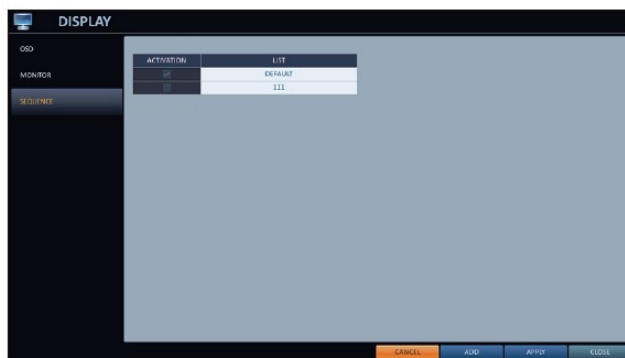 DISPLAY
OSD
MONITOR
SEQUENCE
ACTIVATION LIST
DEFAULT
111
CANCEL ADD APPLY CLOSE